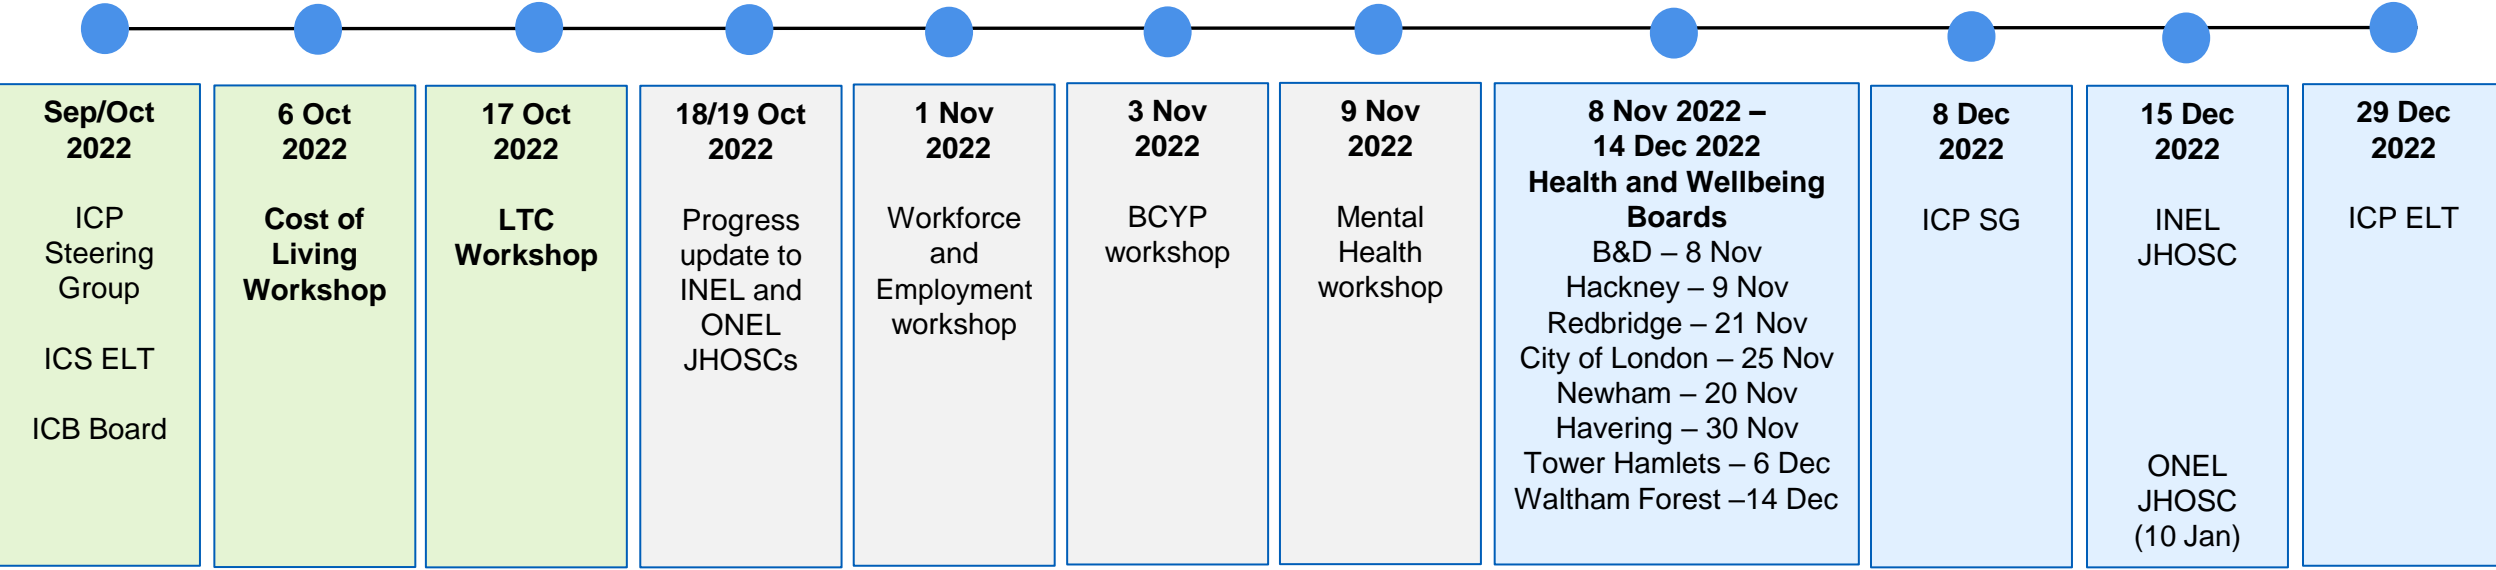 Sep/Oct
2022
ICP
Steering
Group
ICS ELT
ICB Board
6 Oct
2022
Cost of
Living
Workshop
17 Oct
2022
LTC
Workshop
18/19 Oct
2022
Progress
update to
INEL and
ONEL
JHOSCs
1 Nov
2022
Workforce
and
Employment
workshop
3 Nov
2022
BCYP
workshop
9 Nov
2022
Mental
Health
workshop
8 Nov 2022 –
14 Dec 2022
Health and Wellbeing
Boards
B&D – 8 Nov
Hackney – 9 Nov
Redbridge – 21 Nov
City of London – 25 Nov
Newham – 20 Nov
Havering – 30 Nov
Tower Hamlets – 6 Dec
Waltham Forest –14 Dec
8 Dec
2022
ICP SG
15 Dec
2022
INEL
JHOSC
ONEL
JHOSC
(10 Jan)
29 Dec
2022
ICP ELT